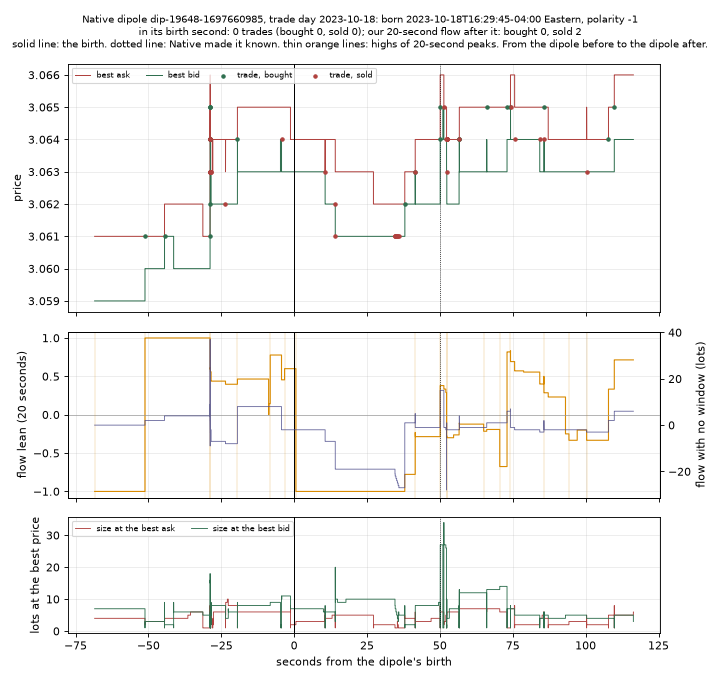 Native dipole dip-19648-1697660985, trade day 2023-10-18: born 2023-10-18T16:29:45-04:00 Eastern, polarity -1
in its birth second: 0 trades (bought 0, sold 0); our 20-second flow after it: bought 0, sold 2
solid line: the birth. dotted line: Native made it known. thin orange lines: highs of 20-second peaks. From the dipole before to the dipole after.
best ask
best bid
trade, bought
trade, sold
3.066
3.065
3.064
3.063
3.062
3.061
3.060
3.059
price
1.0
0.5
0.0
−0.5
−1.0
flow lean (20 seconds)
40
20
0
−20
flow with no window (lots)
size at the best ask
size at the best bid
30
20
10
0
lots at the best price
−75
−50
−25
0
25
50
75
100
125
seconds from the dipole's birth